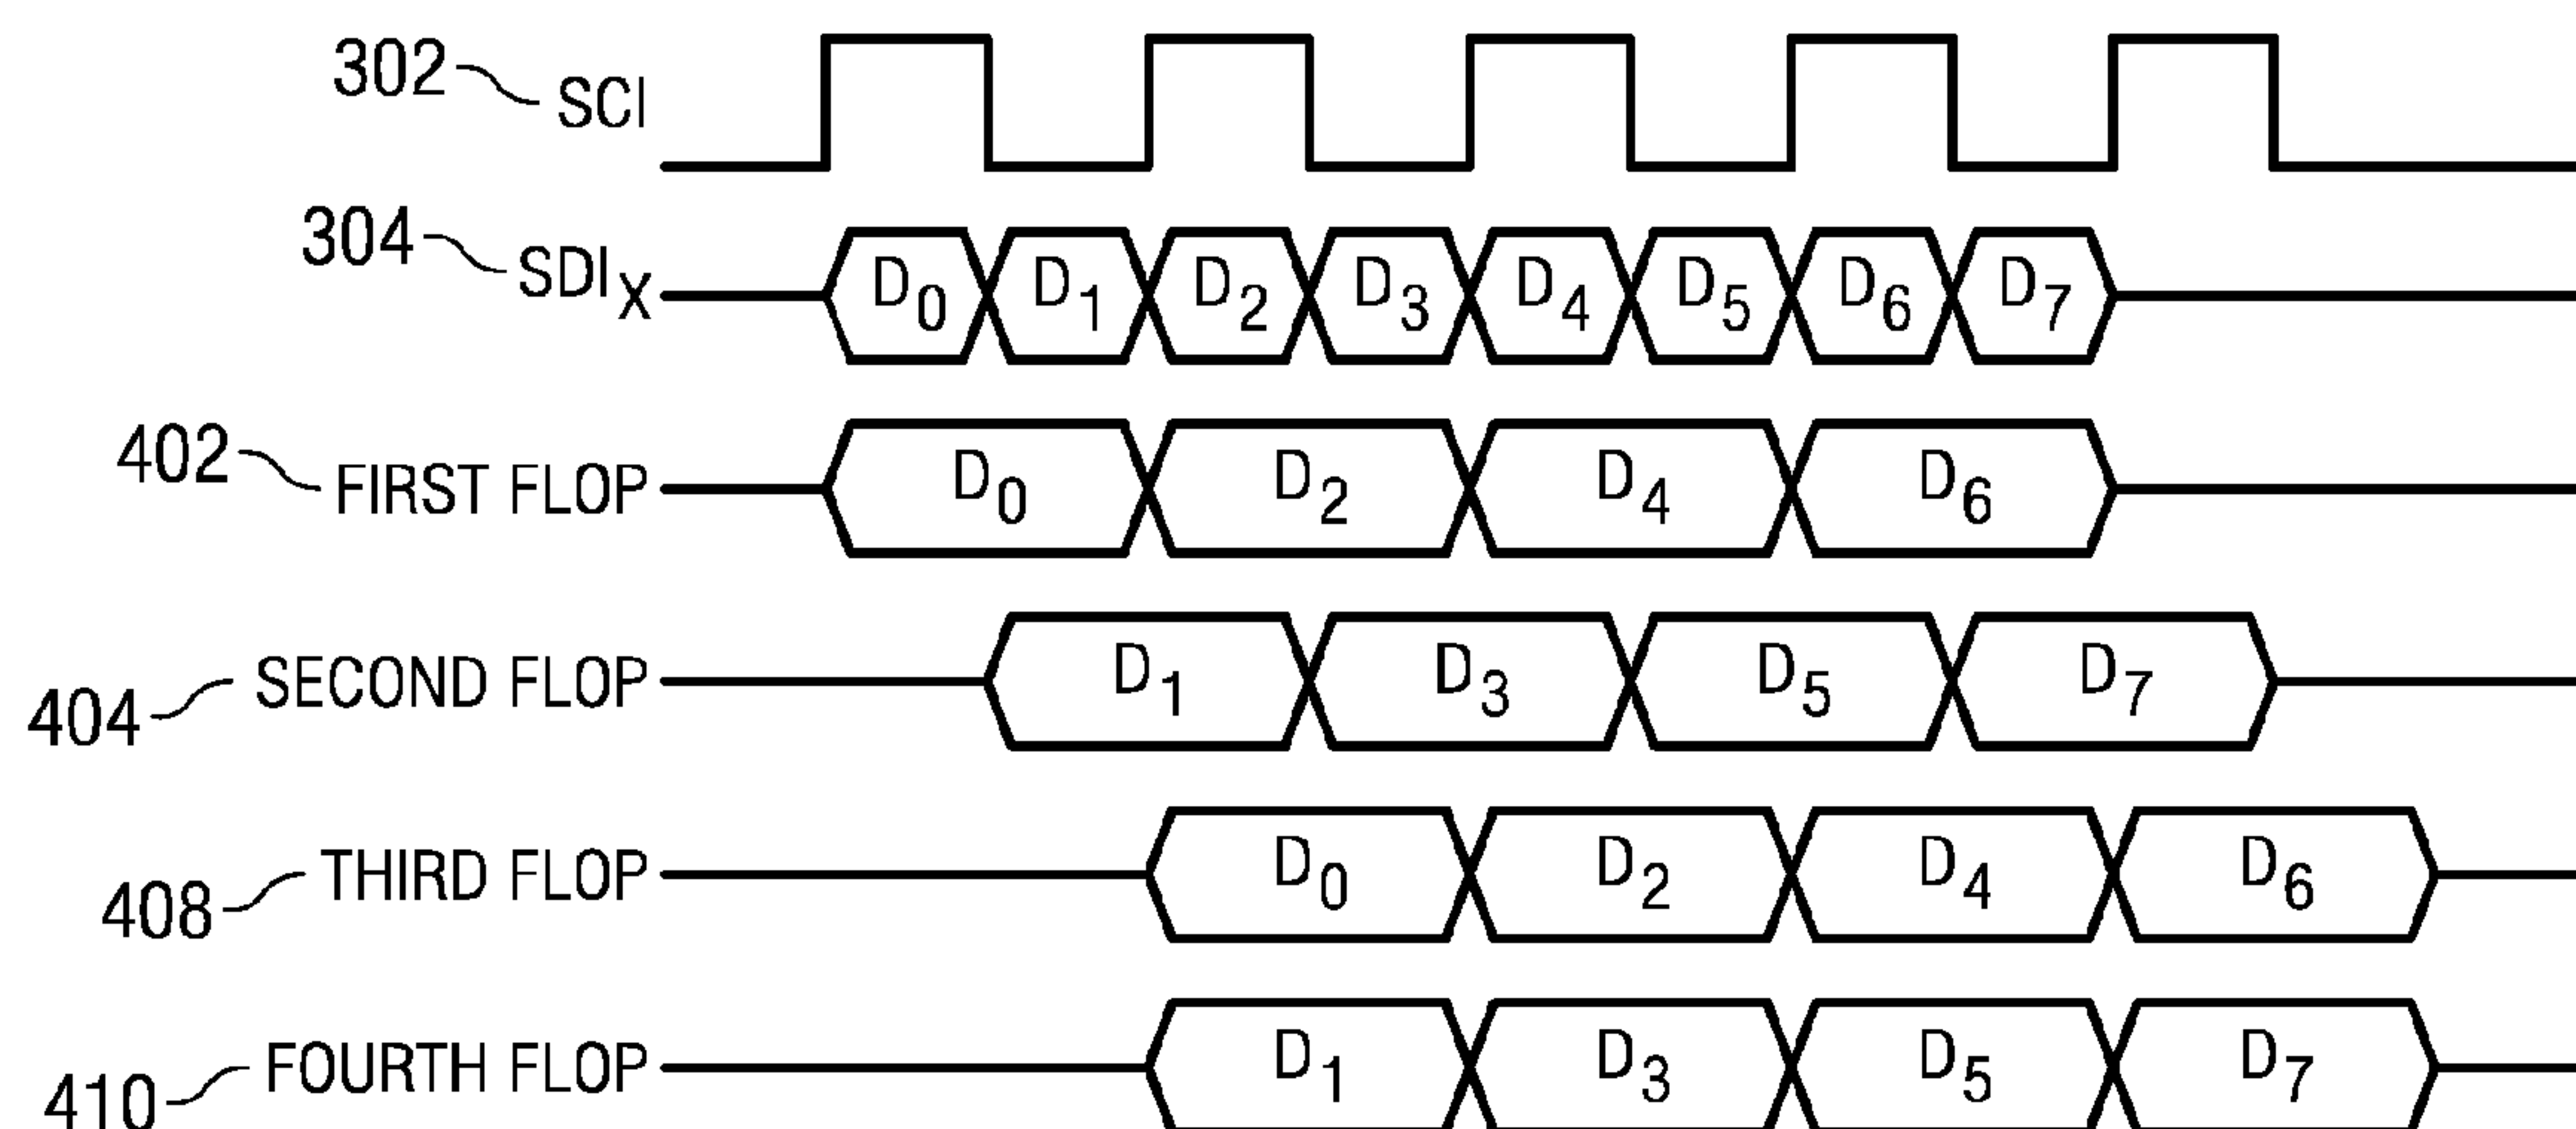 302 SCI
304 SDIX
D0 D1 D2 D3 D4 D5 D6 D7
402 FIRST FLOP
D0 D2 D4 D6
404 SECOND FLOP
D1 D3 D5 D7
408 THIRD FLOP
D0 D2 D4 D6
410 FOURTH FLOP
D1 D3 D5 D7